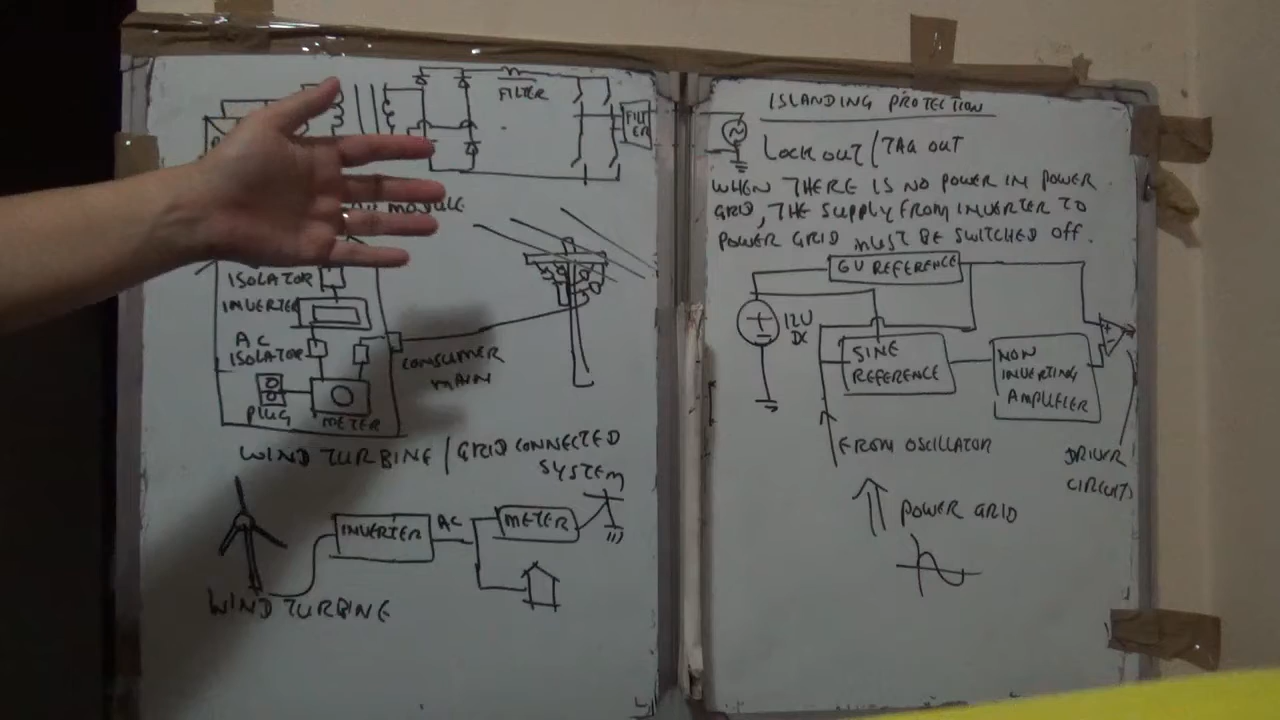 FILTER
FILT
ER
MODULE
ISOLATOR
INVERTER
AC
ISOLATOR
PLUG
METER
CONSUMER
MAIN
WIND TURBINE / GRID CONNECTED
SYSTEM
INVERTER
AC
METER
WIND TURBINE
ISLANDING PROTECTION
LOCK OUT / TAG OUT
WHEN THERE IS NO POWER IN POWER
GRID, THE SUPPLY FROM INVERTER TO
POWER GRID MUST BE SWITCHED OFF.
6V REFERENCE
12V
DC
SINE
REFERENCE
NON
INVERTING
AMPLIFIER
FROM OSCILLATOR
DRIVER
CIRCUIT
POWER GRID